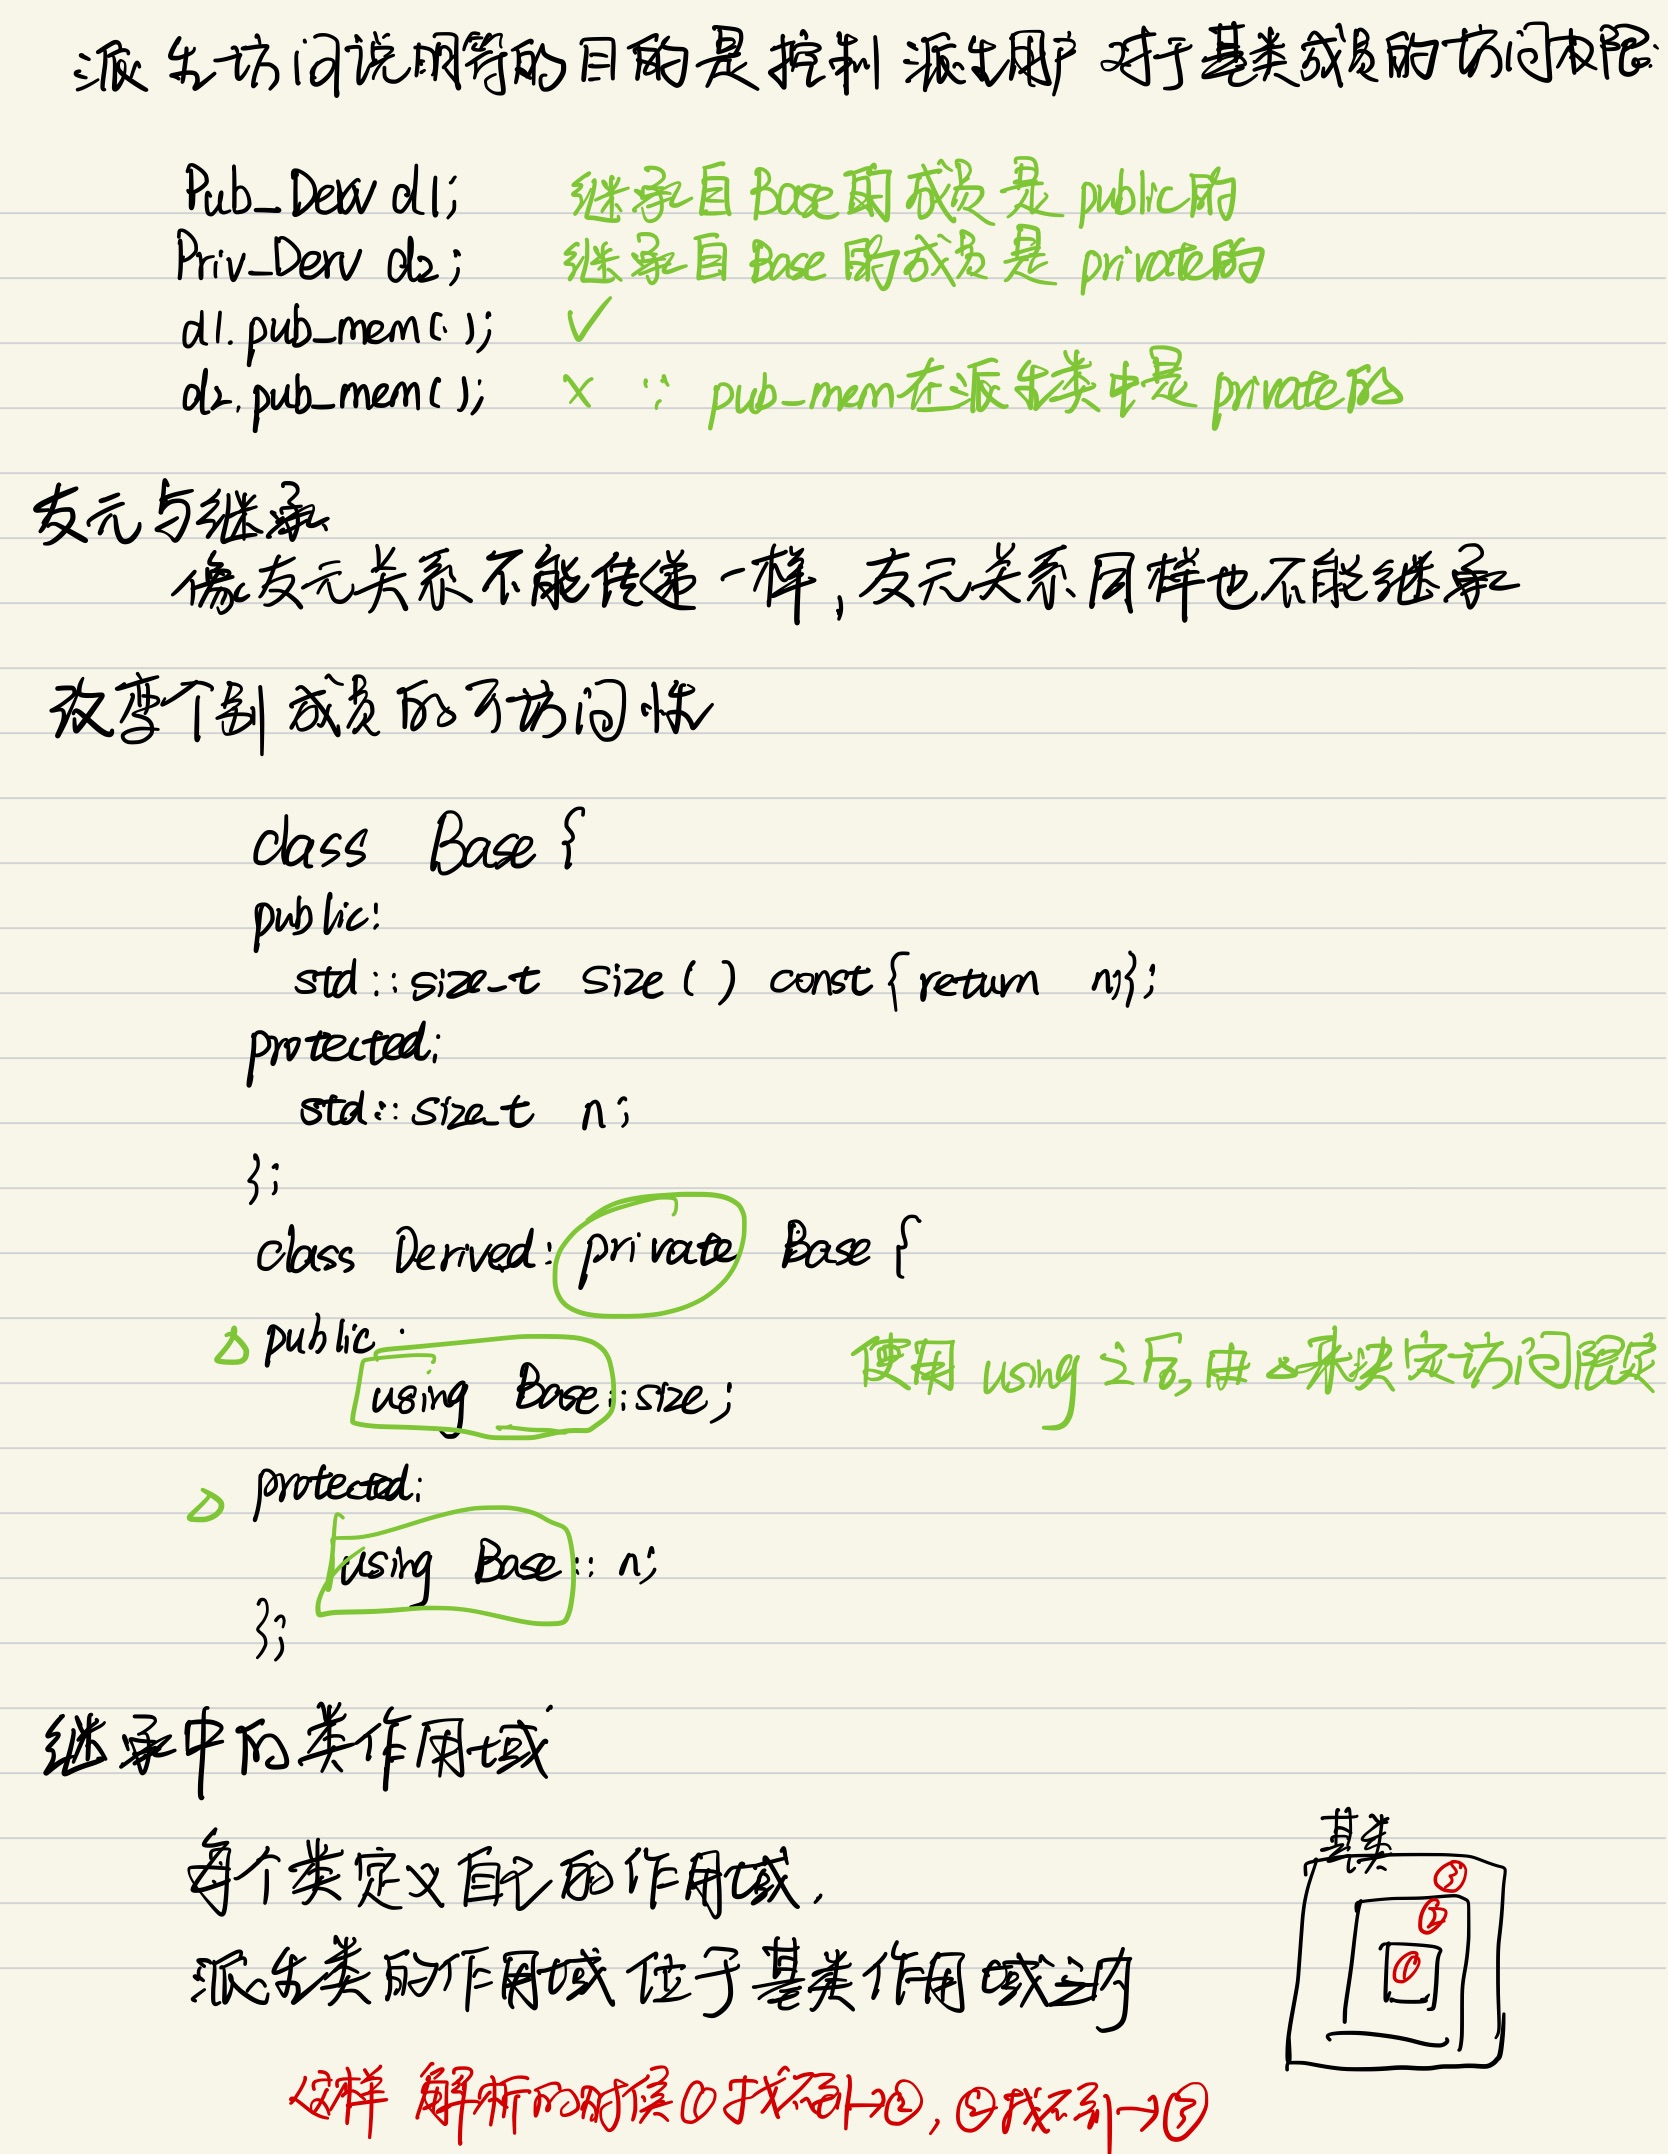 派生访问说明符的目的是控制派生用户对于基类成员的访问权限.
Pub_Derv d1; 继承自Base的成员是public的
Priv_Derv d2; 继承自Base的成员是private的
d1.pub_mem(); ✓
d2.pub_mem(); × ∵ pub_mem在派生类中是private的
友元与继承
像友元关系不能传递一样,友元关系同样也不能继承
改变个别成员的可访问性
class Base {
public:
std::size_t size() const{return n;};
protected:
std::size_t n;
};
class Derived: private Base {
△ public:
using Base::size; 使用using之后,由△来决定访问限定
△ protected:
using Base::n;
};
继承中的类作用域
每个类定义自己的作用域.
基类
③
②
①
派生类的作用域位于基类作用域之内
这样解析的时候①找不到→②,②找不到→③